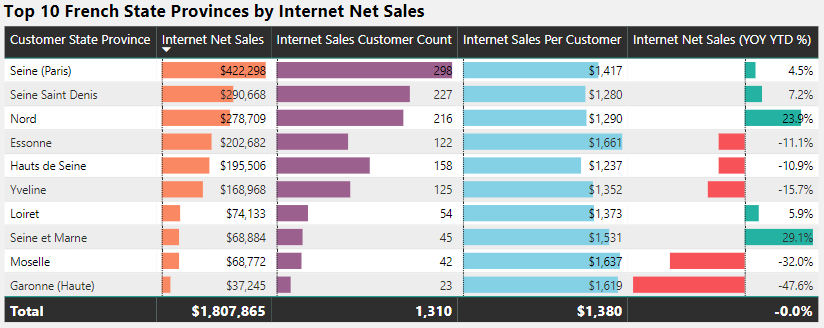 Top 10 French State Provinces by Internet Net Sales
Customer State Province Internet Net Sales Internet Sales Customer Count Internet Sales Per Customer Internet Net Sales (YOY YTD %)
Seine (Paris) $422,298 298 $1,417 4.5%
Seine Saint Denis $290,668 227 $1,280 7.2%
Nord $278,709 216 $1,290 23.9%
Essonne $202,682 122 $1,661 -11.1%
Hauts de Seine $195,506 158 $1,237 -10.9%
Yveline $168,968 125 $1,352 -15.7%
Loiret $74,133 54 $1,373 5.9%
Seine et Marne $68,884 45 $1,531 29.1%
Moselle $68,772 42 $1,637 -32.0%
Garonne (Haute) $37,245 23 $1,619 -47.6%
Total $1,807,865 1,310 $1,380 -0.0%